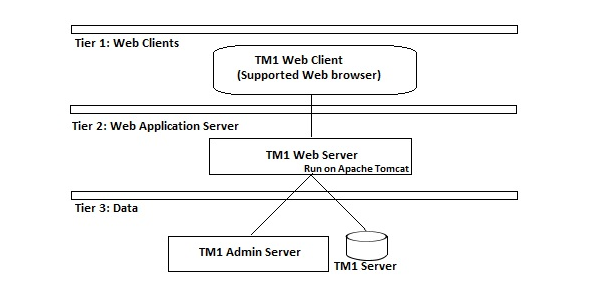 Tier 1: Web Clients
TM1 Web Client
(Supported Web browser)
Tier 2: Web Application Server
TM1 Web Server
Run on Apache Tomcat
Tier 3: Data
TM1 Admin Server
TM1 Server